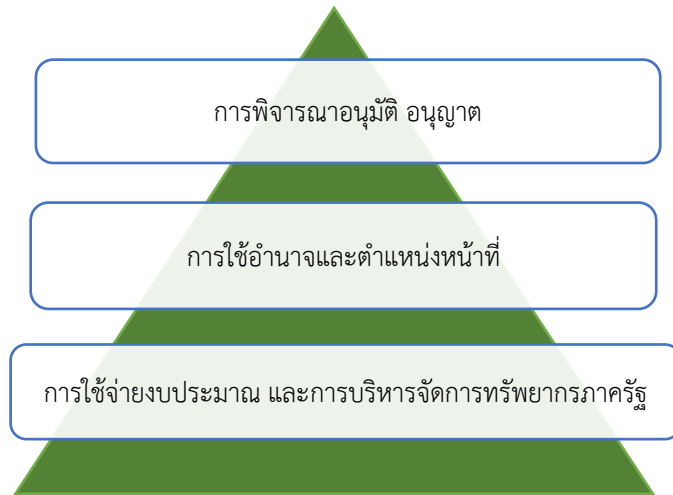 การพิจารณาอนุมัติ อนุญาต
การใช้อำนาจและตำแหน่งหน้าที่
การใช้จ่ายงบประมาณ และการบริหารจัดการทรัพยากรภาครัฐ